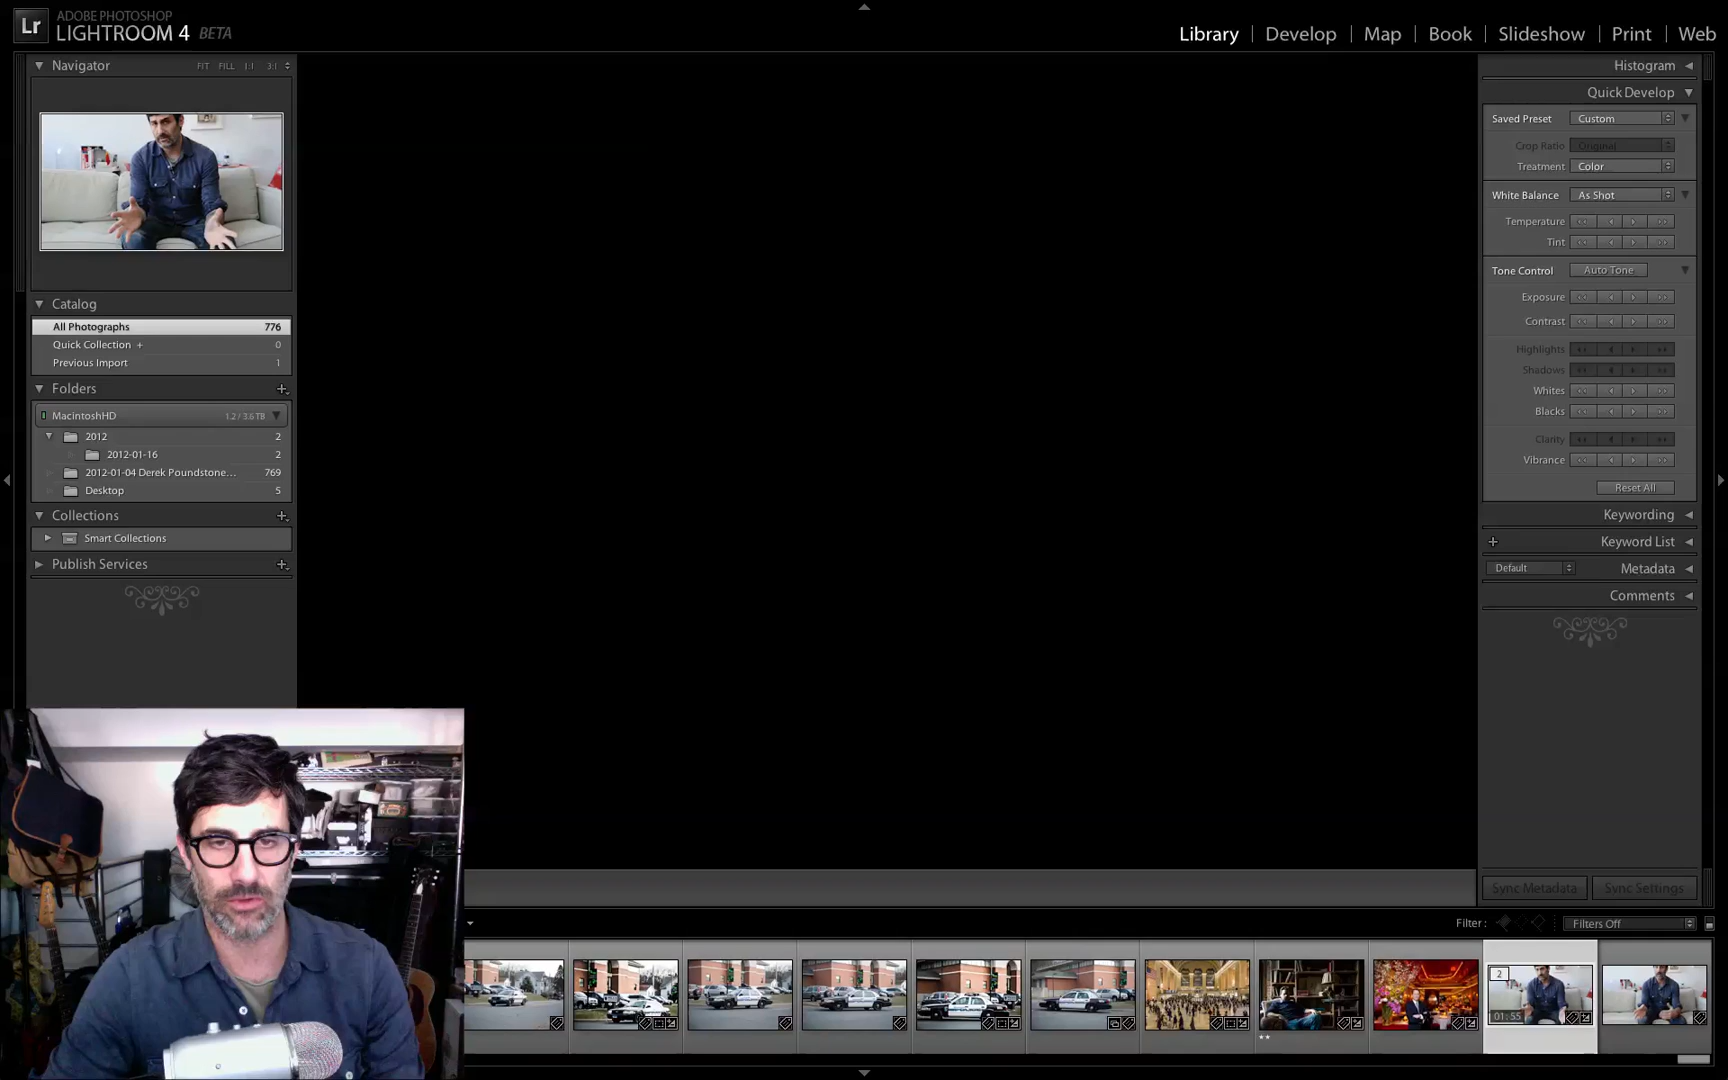 Lr
ADOBE PHOTOSHOP
LIGHTROOM 4 BETA
Library | Develop | Map | Book | Slideshow | Print | Web
Navigator
FIT FILL 1:1 3:1
Catalog
All Photographs 776
Quick Collection + 0
Previous Import 1
Folders
MacintoshHD 1.2 / 3.6 TB
2012 2
2012-01-16 2
2012-01-04 Derek Poundstone... 769
Desktop 5
Collections
Smart Collections
Publish Services
Histogram
Quick Develop
Saved Preset Custom
Crop Ratio Original
Treatment Color
White Balance As Shot
Temperature
Tint
Tone Control Auto Tone
Exposure
Contrast
Highlights
Shadows
Whites
Blacks
Clarity
Vibrance
Reset All
Keywording
Keyword List
Default Metadata
Comments
Sync Metadata Sync Settings
Filter : Filters Off
2
01:55